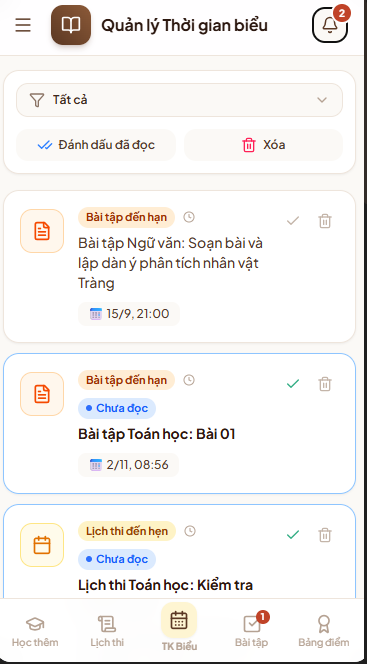 Quản lý Thời gian biểu
2
Tất cả
Đánh dấu đã đọc
Xóa
Bài tập đến hạn
Bài tập Ngữ văn: Soạn bài và
lập dàn ý phân tích nhân vật
Tràng
15/9, 21:00
Bài tập đến hạn
Chưa đọc
Bài tập Toán học: Bài 01
2/11, 08:56
Lịch thi đến hẹn
Chưa đọc
Lịch thi Toán học: Kiểm tra
Học thêm
Lịch thi
TK Biểu
1
Bài tập
Bảng điểm